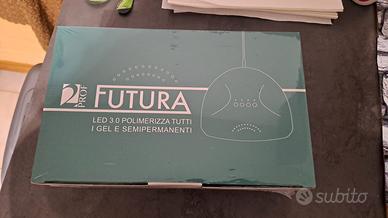 PROF
FUTURA
LED 3.0 POLIMERIZZA TUTTI
I GEL E SEMIPERMANENTI
subito